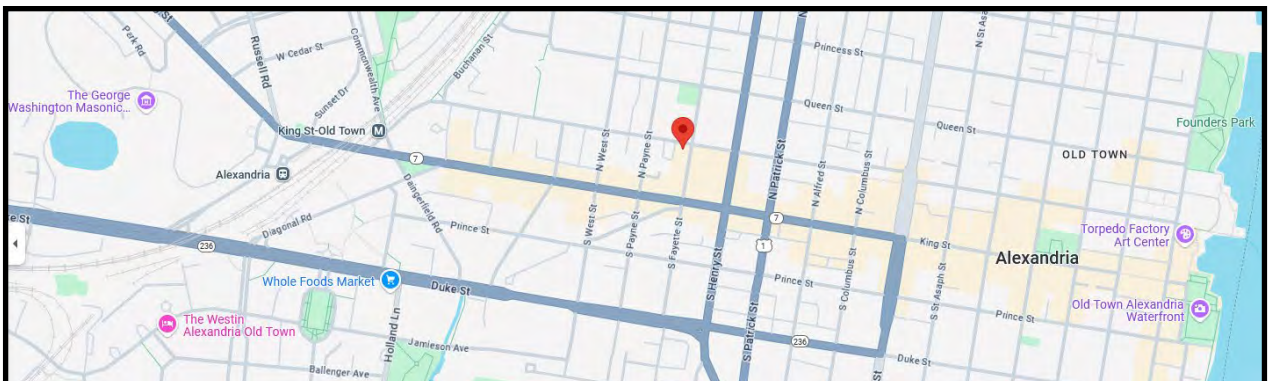 Park Rd
Russell Rd
W Cedar St
Commonwealth Ave
Buchanan St
Princess St
N St As
The George
Washington Masonic...
Sunset Dr
Queen St
Queen St
Founders Park
King St-Old Town
M
N West St
N Payne St
N Patrick St
N Alfred St
N Columbus St
OLD TOWN
7
Alexandria
Daingerfield Rd
ke St
Diagonal Rd
236
Prince St
S West St
S Payne St
S Fayette St
S Henry St
7
1
King St
Torpedo Factory
Art Center
Alexandria
Whole Foods Market
Duke St
Prince St
S Columbus St
S St Asaph St
Prince St
Old Town Alexandria
Waterfront
The Westin
Alexandria Old Town
Holland Ln
Jamieson Ave
S Patrick St
236
Duke St
Ballenger Ave
St